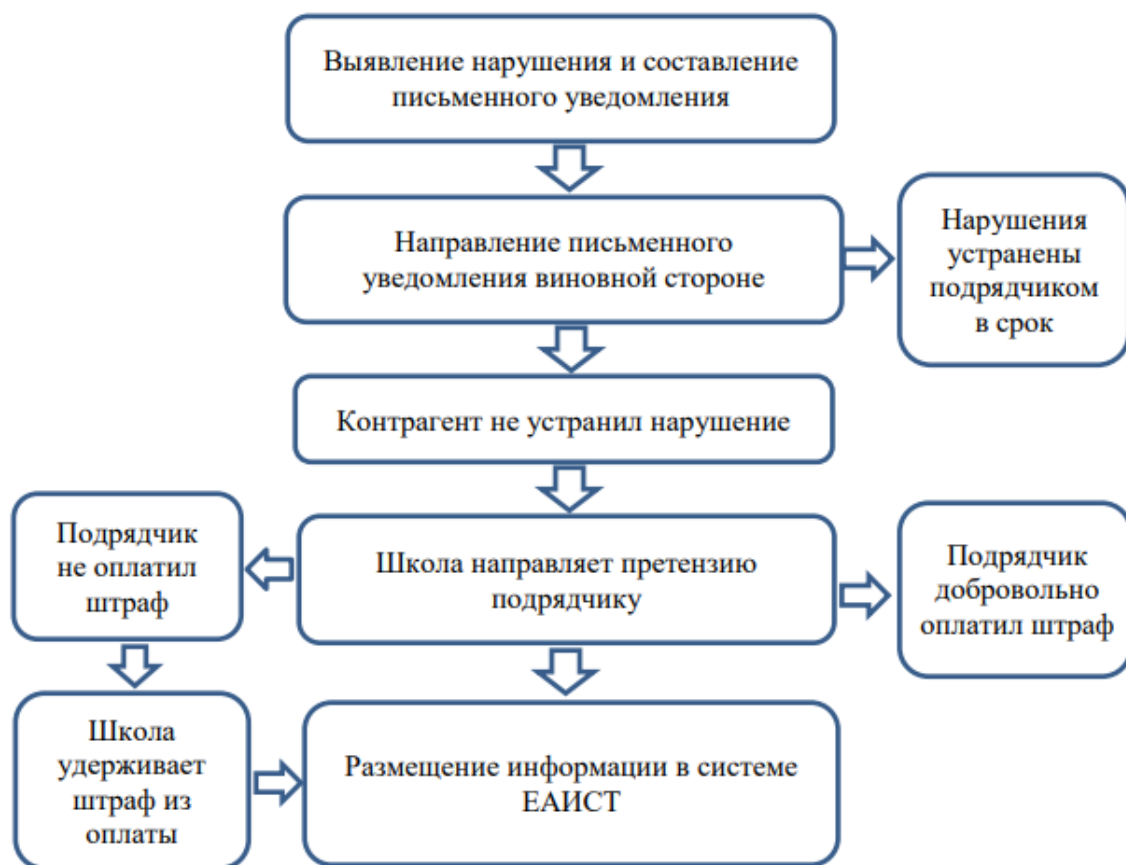 Выявление нарушения и составление
письменного уведомления
Направление письменного
уведомления виновной стороне
Нарушения
устранены
подрядчиком
в срок
Контрагент не устранил нарушение
Подрядчик
не оплатил
штраф
Школа направляет претензию
подрядчику
Подрядчик
добровольно
оплатил штраф
Школа
удерживает
штраф из
оплаты
Размещение информации в системе
ЕАИСТ